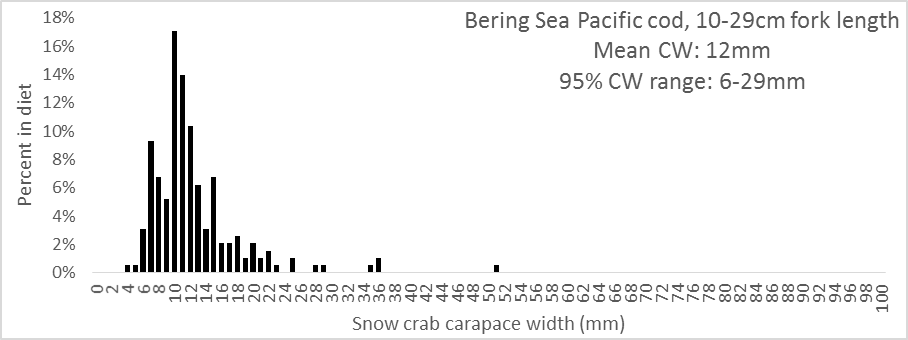 Bering Sea Pacific cod, 10-29cm fork length
Mean CW: 12mm
95% CW range: 6-29mm
Percent in diet
18%
16%
14%
12%
10%
8%
6%
4%
2%
0%
0 2 4 6 8 10 12 14 16 18 20 22 24 26 28 30 32 34 36 38 40 42 44 46 48 50 52 54 56 58 60 62 64 66 68 70 72 74 76 78 80 82 84 86 88 90 92 94 96 98 100
Snow crab carapace width (mm)